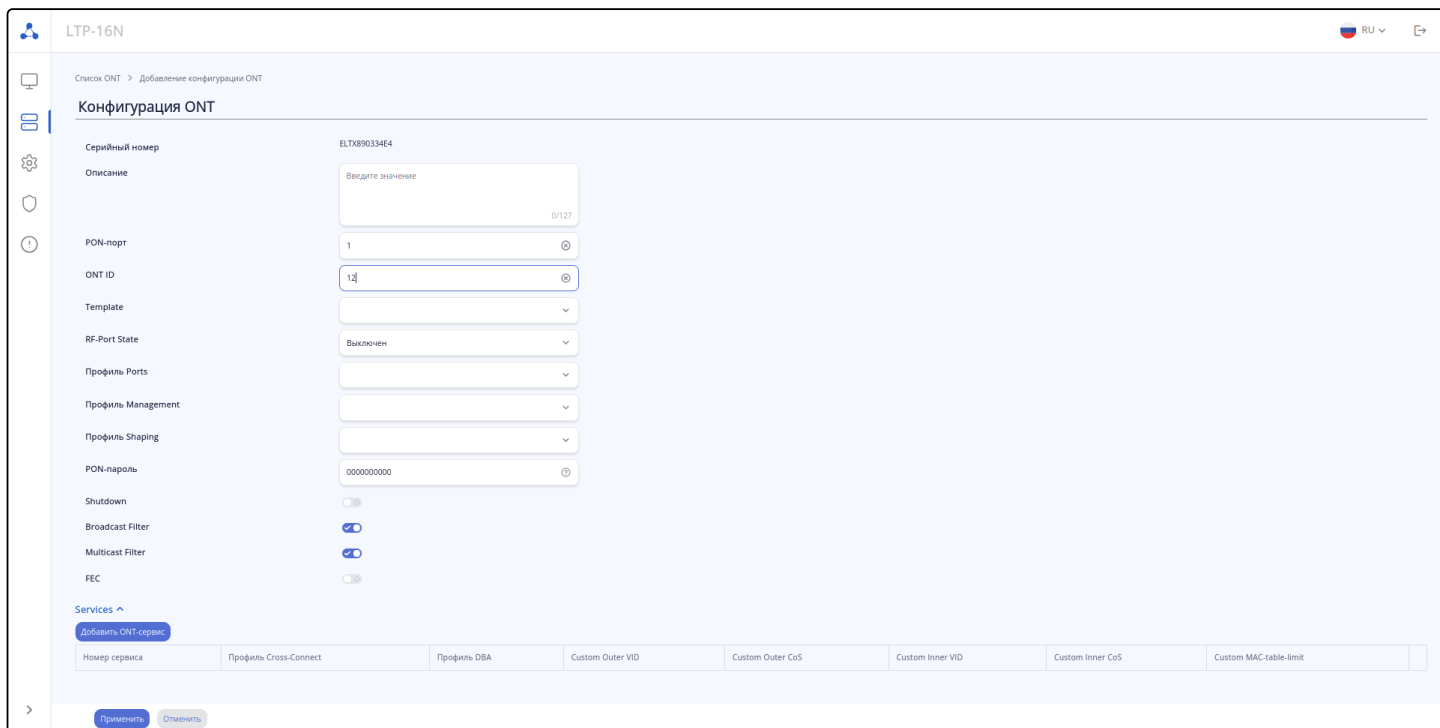 LTP-16N
RU
Список ONT > Добавление конфигурации ONT
Конфигурация ONT
Серийный номер
ELTX890334E4
Описание
Введите значение
0/127
PON-порт
1
ONT ID
12
Template
RF-Port State
Выключен
Профиль Ports
Профиль Management
Профиль Shaping
PON-пароль
0000000000
Shutdown
Broadcast Filter
Multicast Filter
FEC
Services
Добавить ONT-сервис
Номер сервиса Профиль Cross-Connect Профиль DBA Custom Outer VID Custom Outer CoS Custom Inner VID Custom Inner CoS Custom MAC-table-limit
Применить Отменить